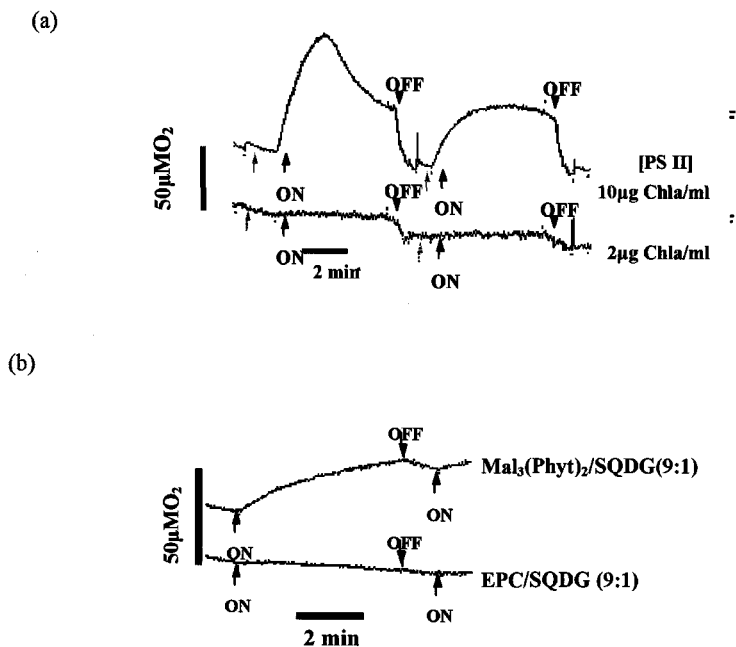 (a)
50μMO₂
OFF
OFF
ON
OFF
ON
OFF
ON
2 min
ON
[PS II]
10μg Chla/ml
2μg Chla/ml
(b)
50μMO₂
OFF
Mal₃(Phyt)₂/SQDG(9:1)
ON
ON
OFF
EPC/SQDG (9:1)
ON
ON
2 min